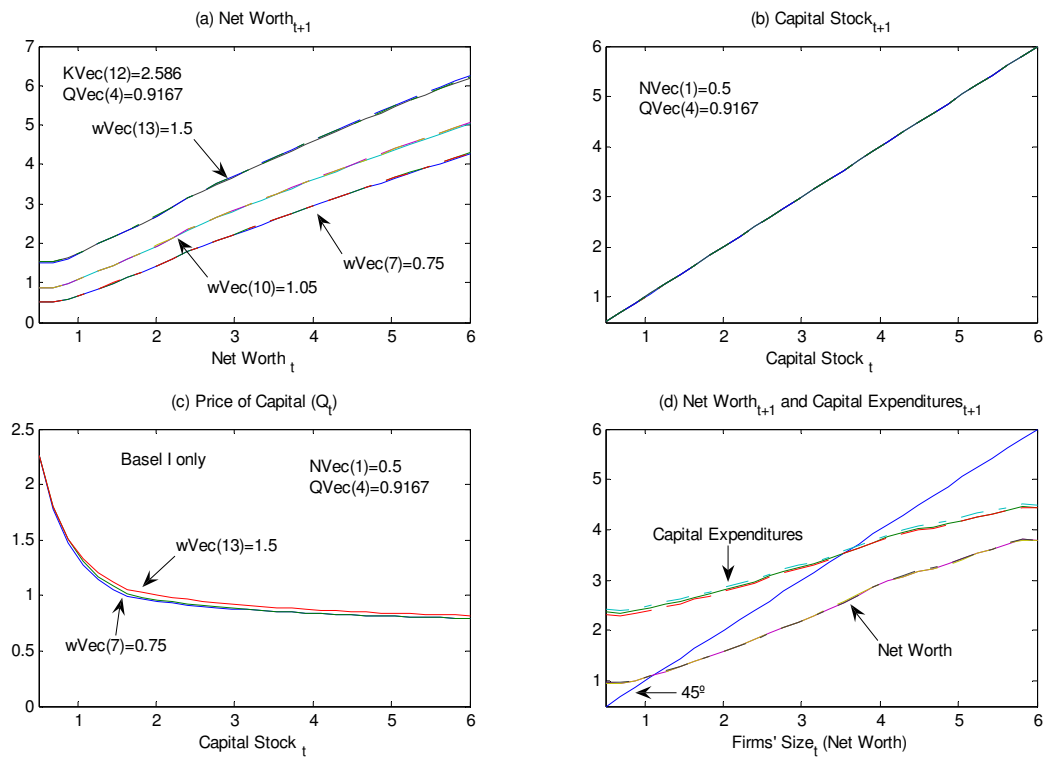 (a) Net Worth t+1
7
6
5
4
3
2
1
0
KVec(12)=2.586
QVec(4)=0.9167
wVec(13)=1.5
wVec(7)=0.75
wVec(10)=1.05
1 2 3 4 5 6
Net Worth t
(b) Capital Stock t+1
6
5
4
3
2
1
NVec(1)=0.5
QVec(4)=0.9167
1 2 3 4 5 6
Capital Stock t
(c) Price of Capital (Q t)
2.5
2
1.5
1
0.5
0
Basel I only
NVec(1)=0.5
QVec(4)=0.9167
wVec(13)=1.5
wVec(7)=0.75
1 2 3 4 5 6
Capital Stock t
(d) Net Worth t+1 and Capital Expenditures t+1
6
5
4
3
2
1
Capital Expenditures
Net Worth
45º
1 2 3 4 5 6
Firms' Size t (Net Worth)